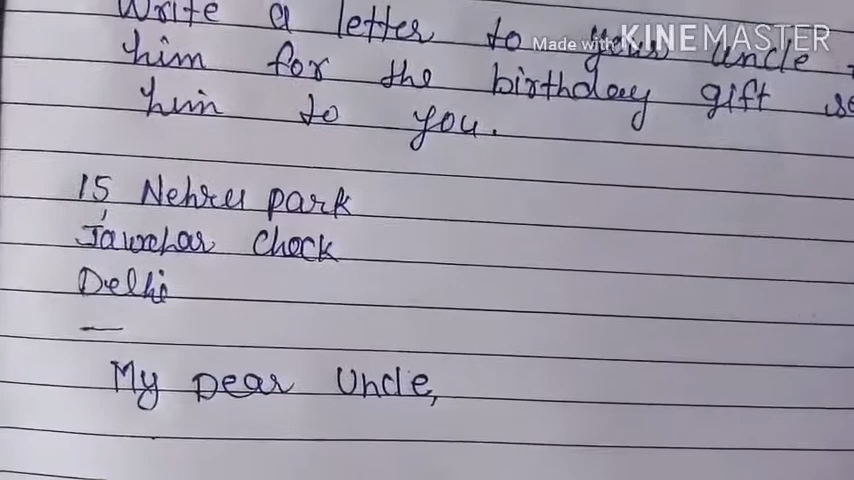 Write a letter to your uncle
him for the birthday gift
him to you.
15, Nehru park
Jawahar Chock
Delhi
My Dear Uncle,
Made with KINEMASTER